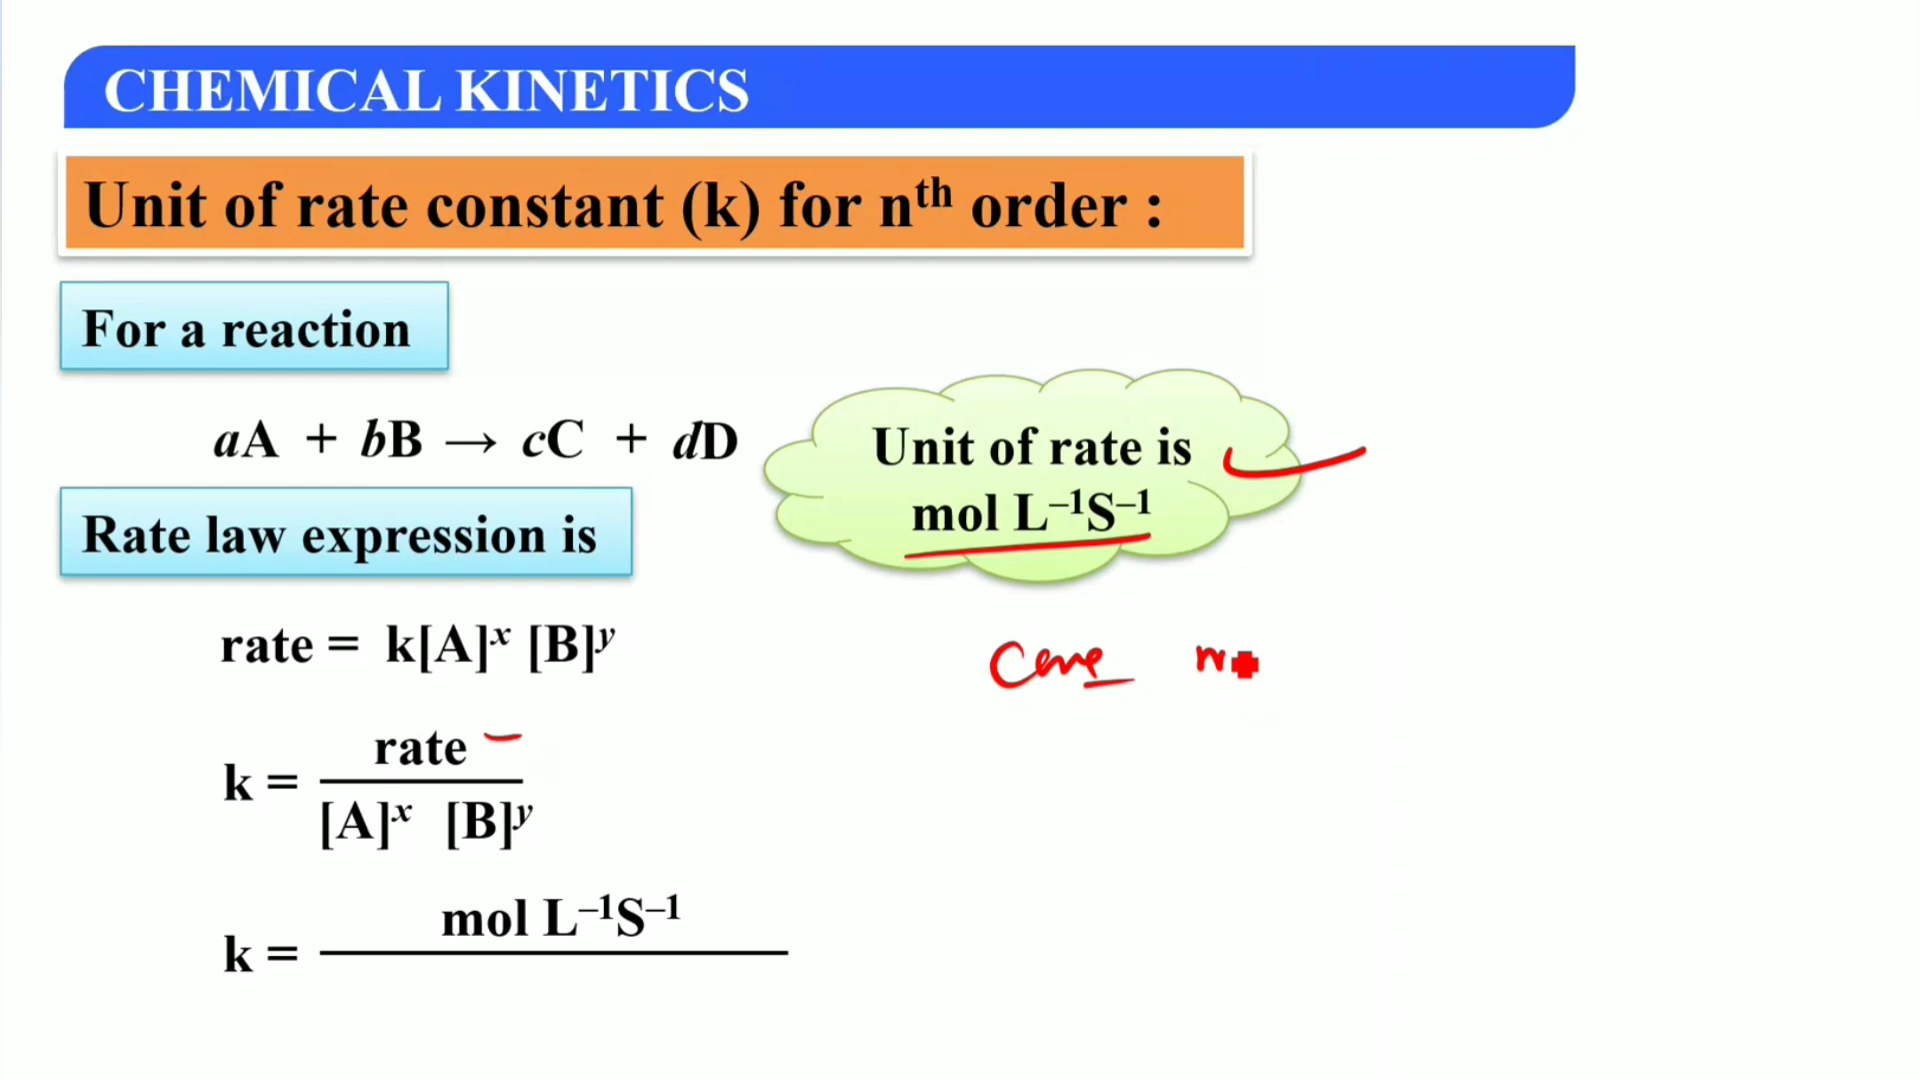 CHEMICAL KINETICS
Unit of rate constant (k) for nᵗʰ order :
For a reaction
aA + bB → cC + dD
Unit of rate is
mol L⁻¹S⁻¹
Rate law expression is
rate = k[A]ˣ [B]ʸ
k = rate / [A]ˣ [B]ʸ
k = mol L⁻¹S⁻¹